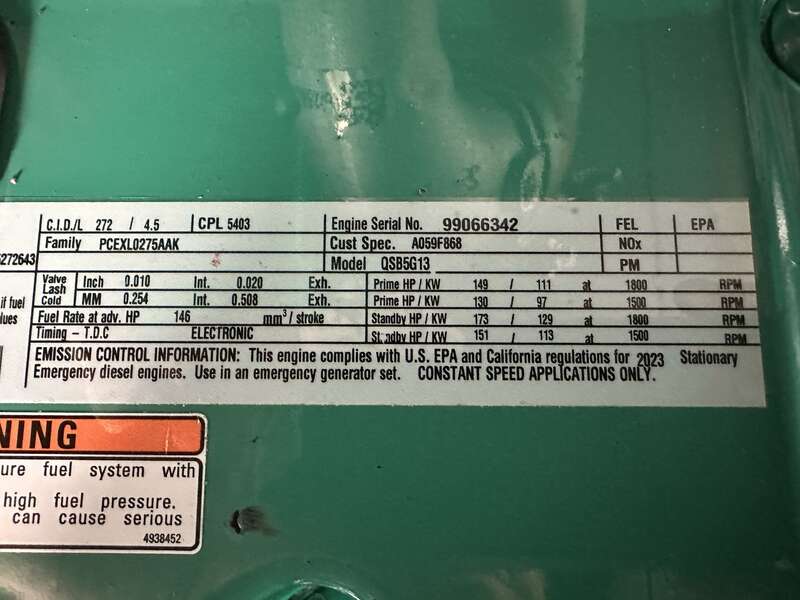 C.I.D./L 272 / 4.5 CPL 5403 Engine Serial No. 99066342 FEL EPA
Family PCEXL0275AAK Cust Spec. A059F868 NOx
6272643 Model QSB5G13 PM
Valve Lash Cold Inch 0.010 Int. 0.020 Exh. Prime HP / KW 149 / 111 at 1800 RPM
if fuel MM 0.254 Int. 0.508 Exh. Prime HP / KW 130 / 97 at 1500 RPM
lues Fuel Rate at adv. HP 146 mm³/ stroke Standby HP / KW 173 / 129 at 1800 RPM
Timing - T.D.C ELECTRONIC Standby HP / KW 151 / 113 at 1500 RPM
EMISSION CONTROL INFORMATION: This engine complies with U.S. EPA and California regulations for 2023 Stationary
Emergency diesel engines. Use in an emergency generator set. CONSTANT SPEED APPLICATIONS ONLY.
NING
ure fuel system with
high fuel pressure.
can cause serious
4938452